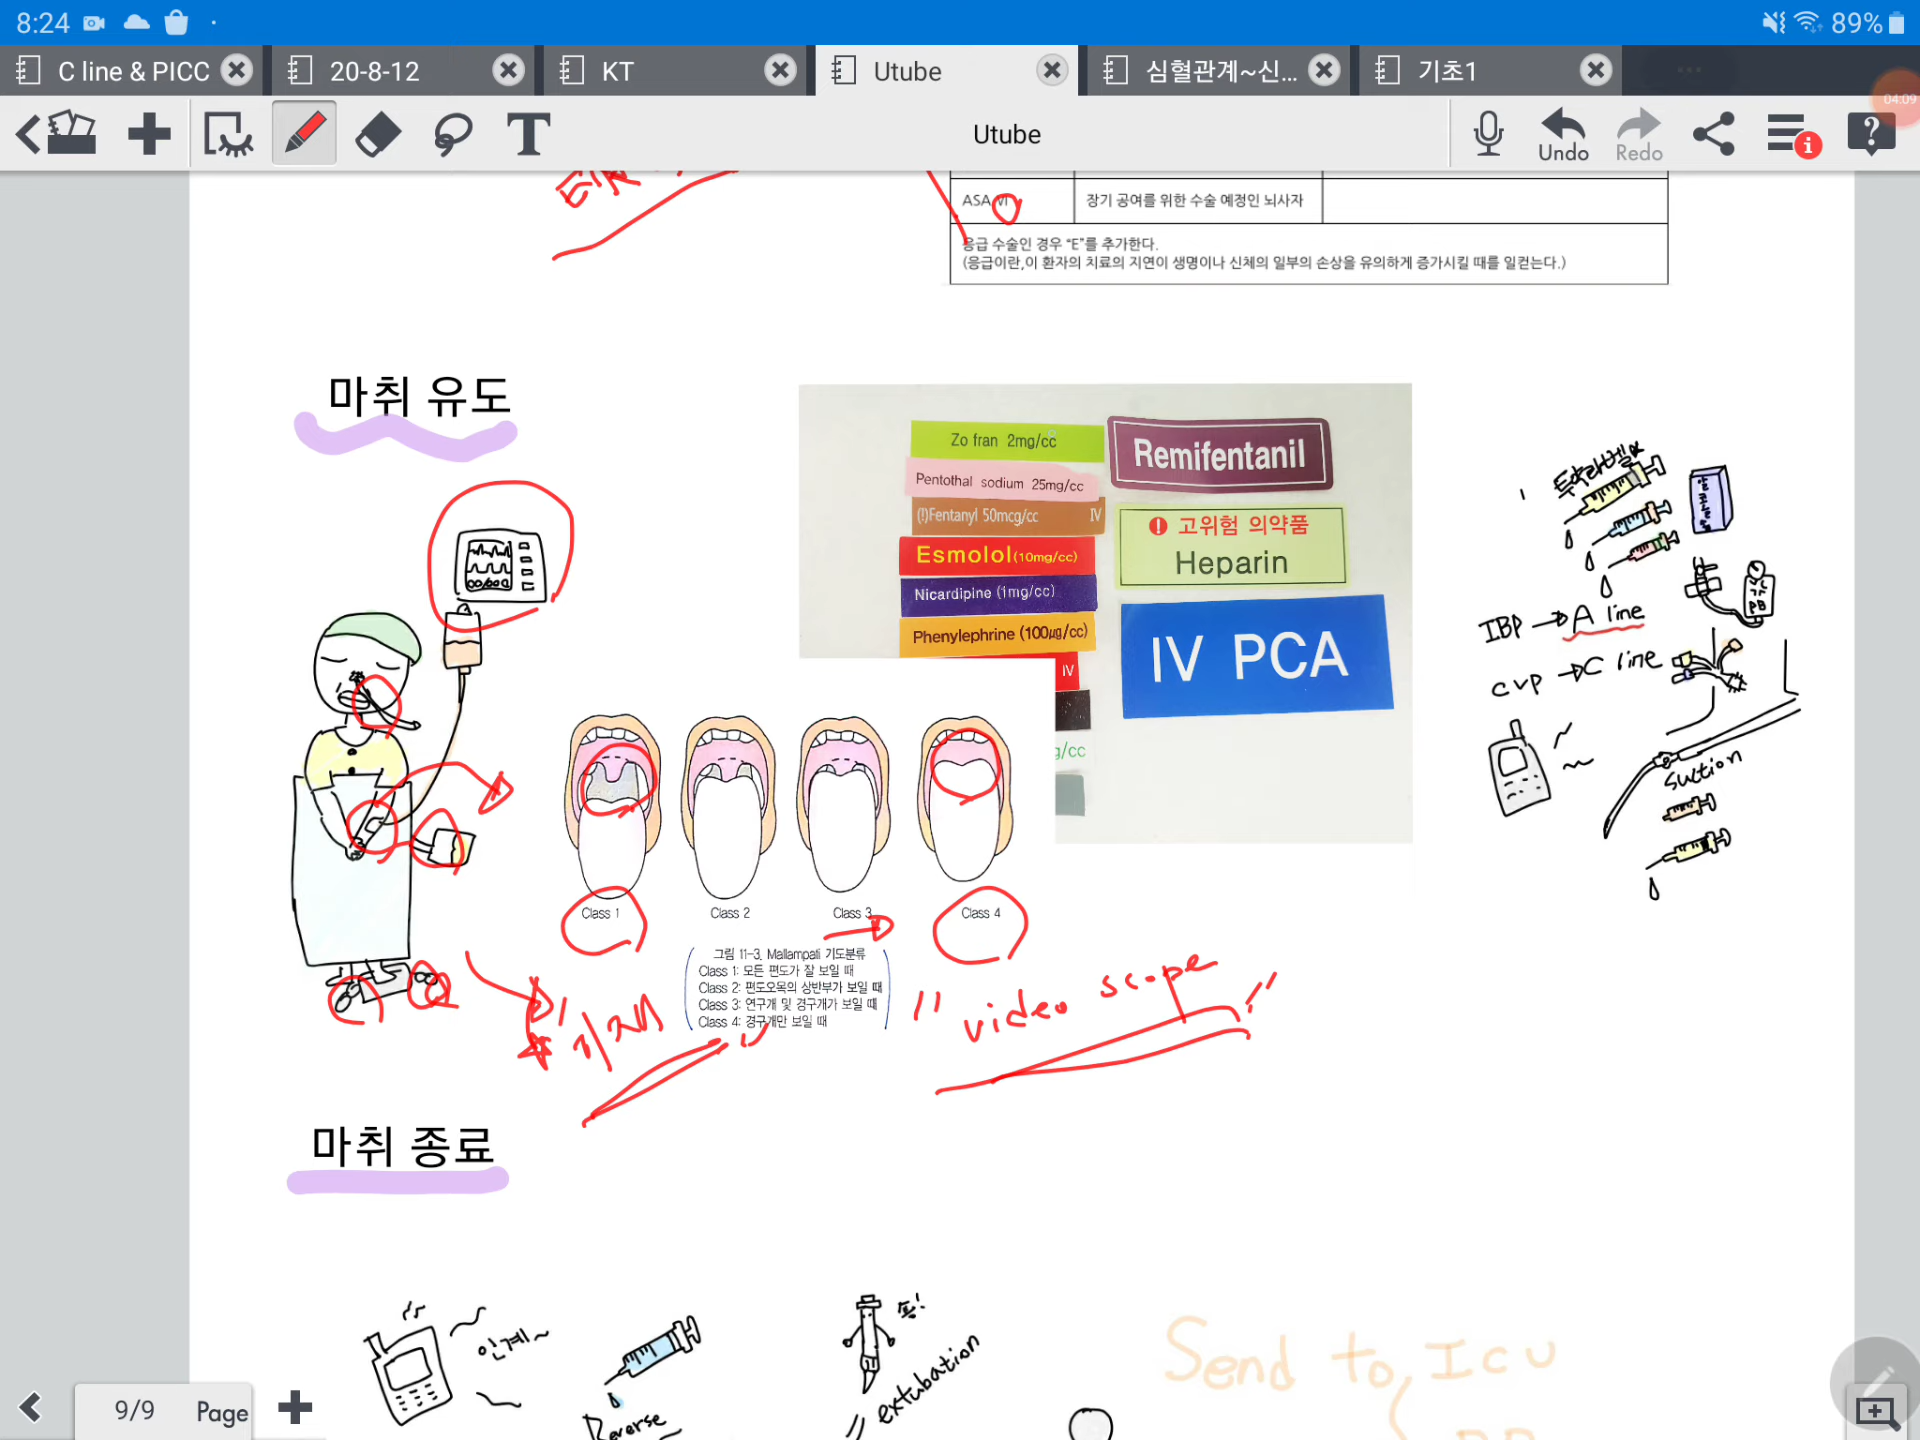 8:24
89%
C line & PICC
20-8-12
KT
Utube
심혈관계~신...
기초1
04:09
Utube
Undo
Redo
ASA VI
장기 공여를 위한 수술 예정인 뇌사자
응급 수술인 경우 “E”를 추가한다.
(응급이란,이 환자의 치료의 지연이 생명이나 신체의 일부의 손상을 유의하게 증가시킬 때를 일컫는다.)
마취 유도
Zo fran 2mg/cc
Pentothal sodium 25mg/cc
(!)Fentanyl 50mcg/cc IV
Esmolol(10mg/cc)
Nicardipine (1mg/cc)
Phenylephrine (100µg/cc)
IV
g/cc
Remifentanil
! 고위험 의약품
Heparin
IV PCA
투약라벨
IBP → A line
CVP → C line
suction
Class 1
Class 2
Class 3
Class 4
그림 11-3. Mallampati 기도분류
Class 1: 모든 편도가 잘 보일 때
Class 2: 편도오목의 상반부가 보일 때
Class 3: 연구개 및 경구개가 보일 때
Class 4: 경구개만 보일 때
" video scope "
마취 종료
인계~
Reverse
뽕!
extubation
Send to ICU
9/9 Page